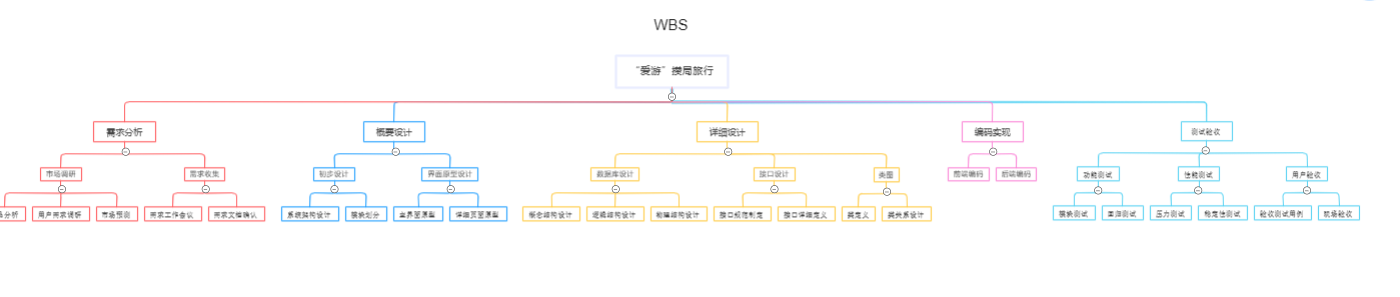 WBS
“爱游”攒局旅行
需求分析
概要设计
详细设计
编码实现
测试验收
市场调研
需求收集
初步设计
界面原型设计
数据库设计
接口设计
类图
前端编码
后端编码
功能测试
性能测试
用户验收
品分析
用户需求调研
市场预测
需求工作会议
需求文档确认
系统架构设计
模块划分
主界面原型
详细页面原型
概念结构设计
逻辑结构设计
物理结构设计
接口规范制定
接口详细定义
类定义
类关系设计
模块测试
回归测试
压力测试
稳定性测试
验收测试用例
现场验收